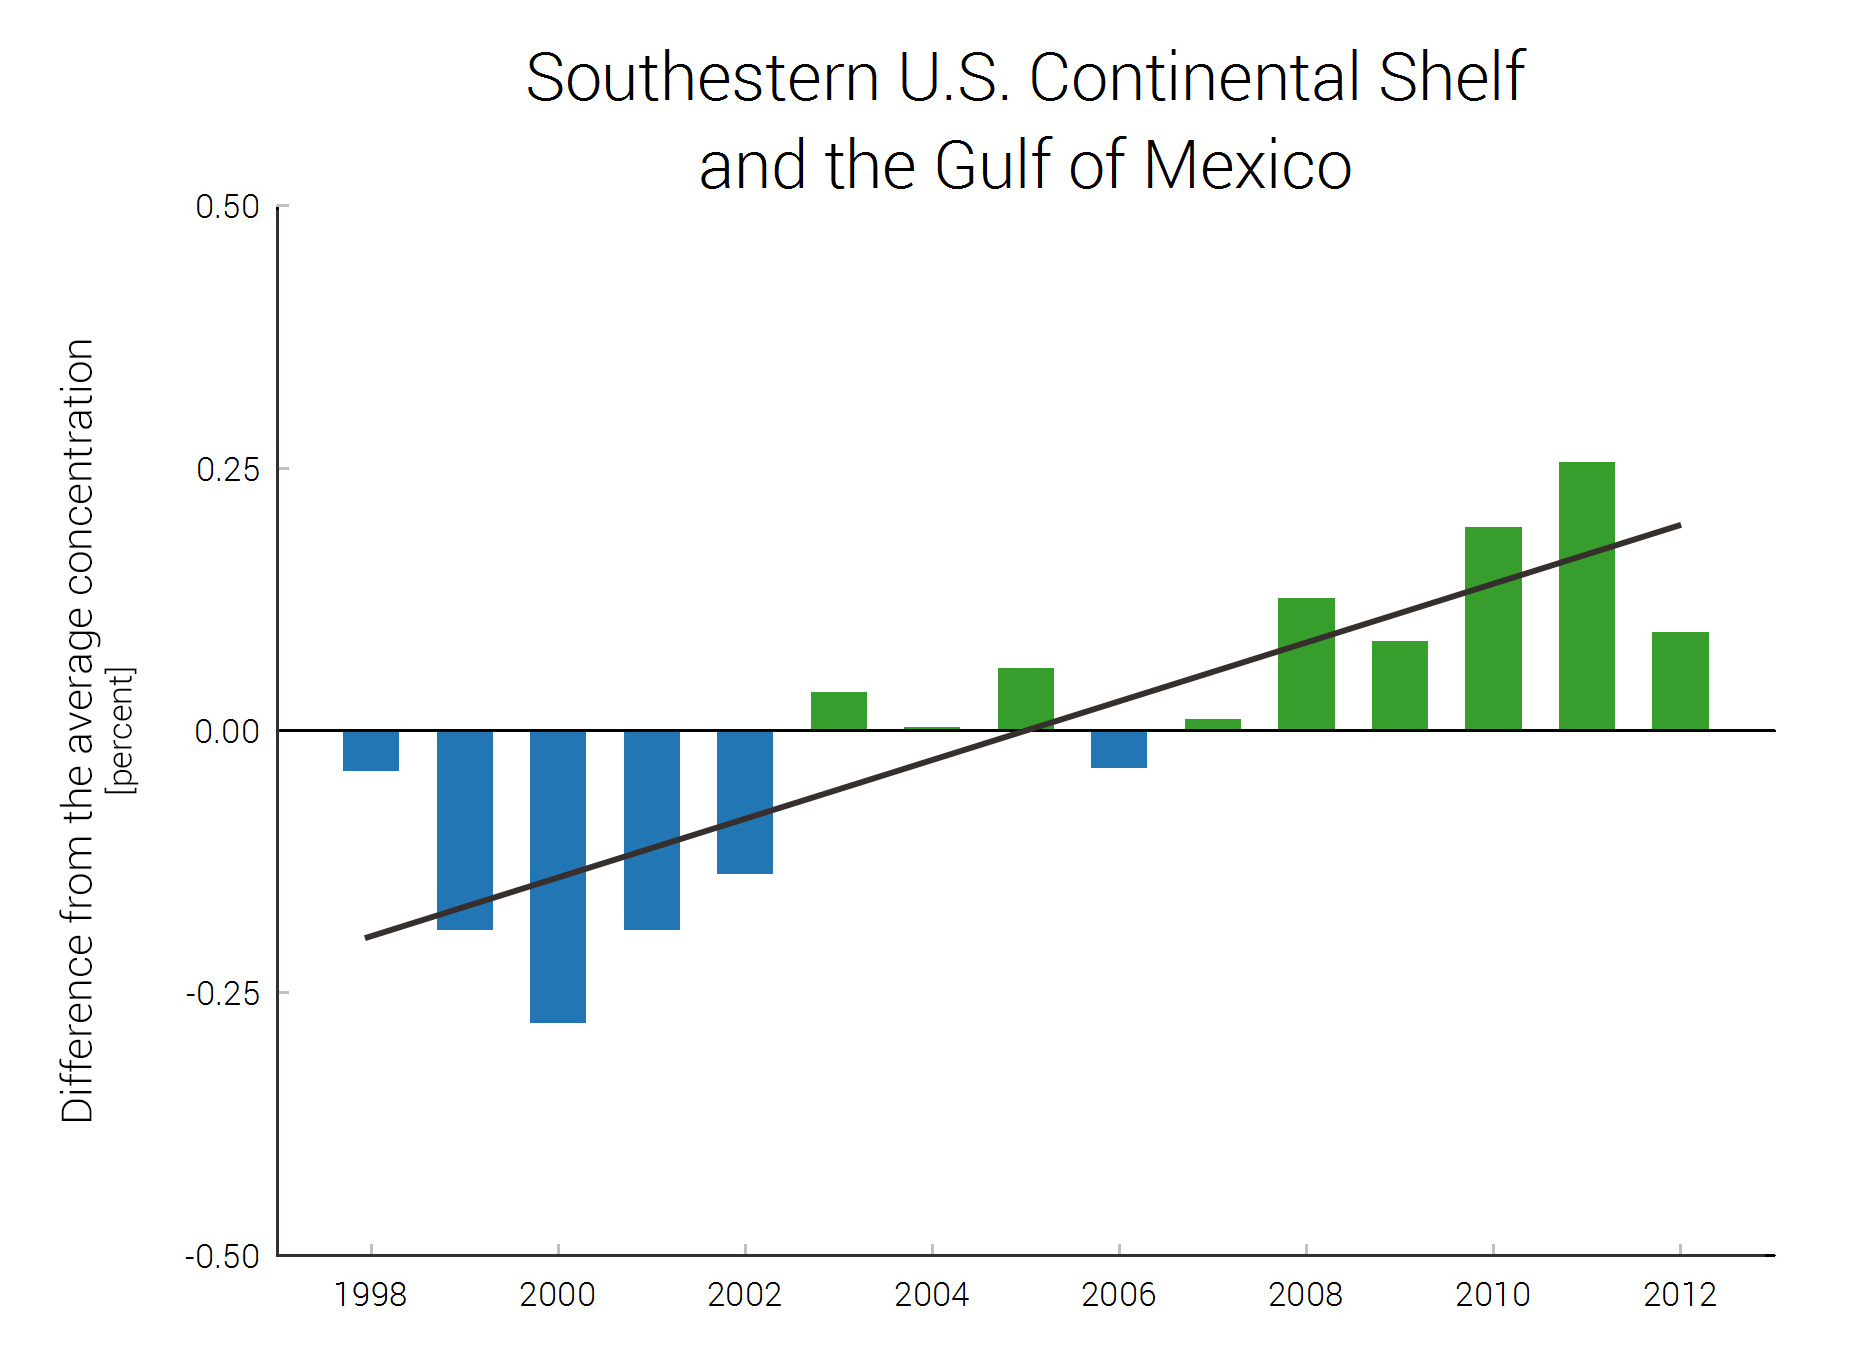 Southestern U.S. Continental Shelf
and the Gulf of Mexico
Difference from the average concentration
[percent]
0.50
0.25
0.00
-0.25
-0.50
1998 2000 2002 2004 2006 2008 2010 2012